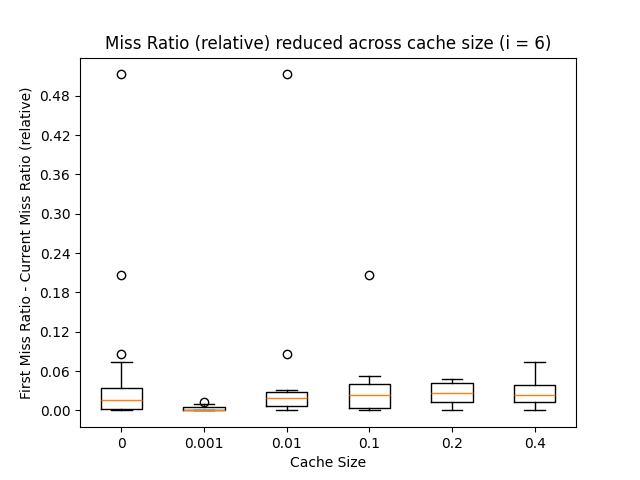 Miss Ratio (relative) reduced across cache size (i = 6)
First Miss Ratio - Current Miss Ratio (relative)
0.48
0.42
0.36
0.30
0.24
0.18
0.12
0.06
0.00
0 0.001 0.01 0.1 0.2 0.4
Cache Size